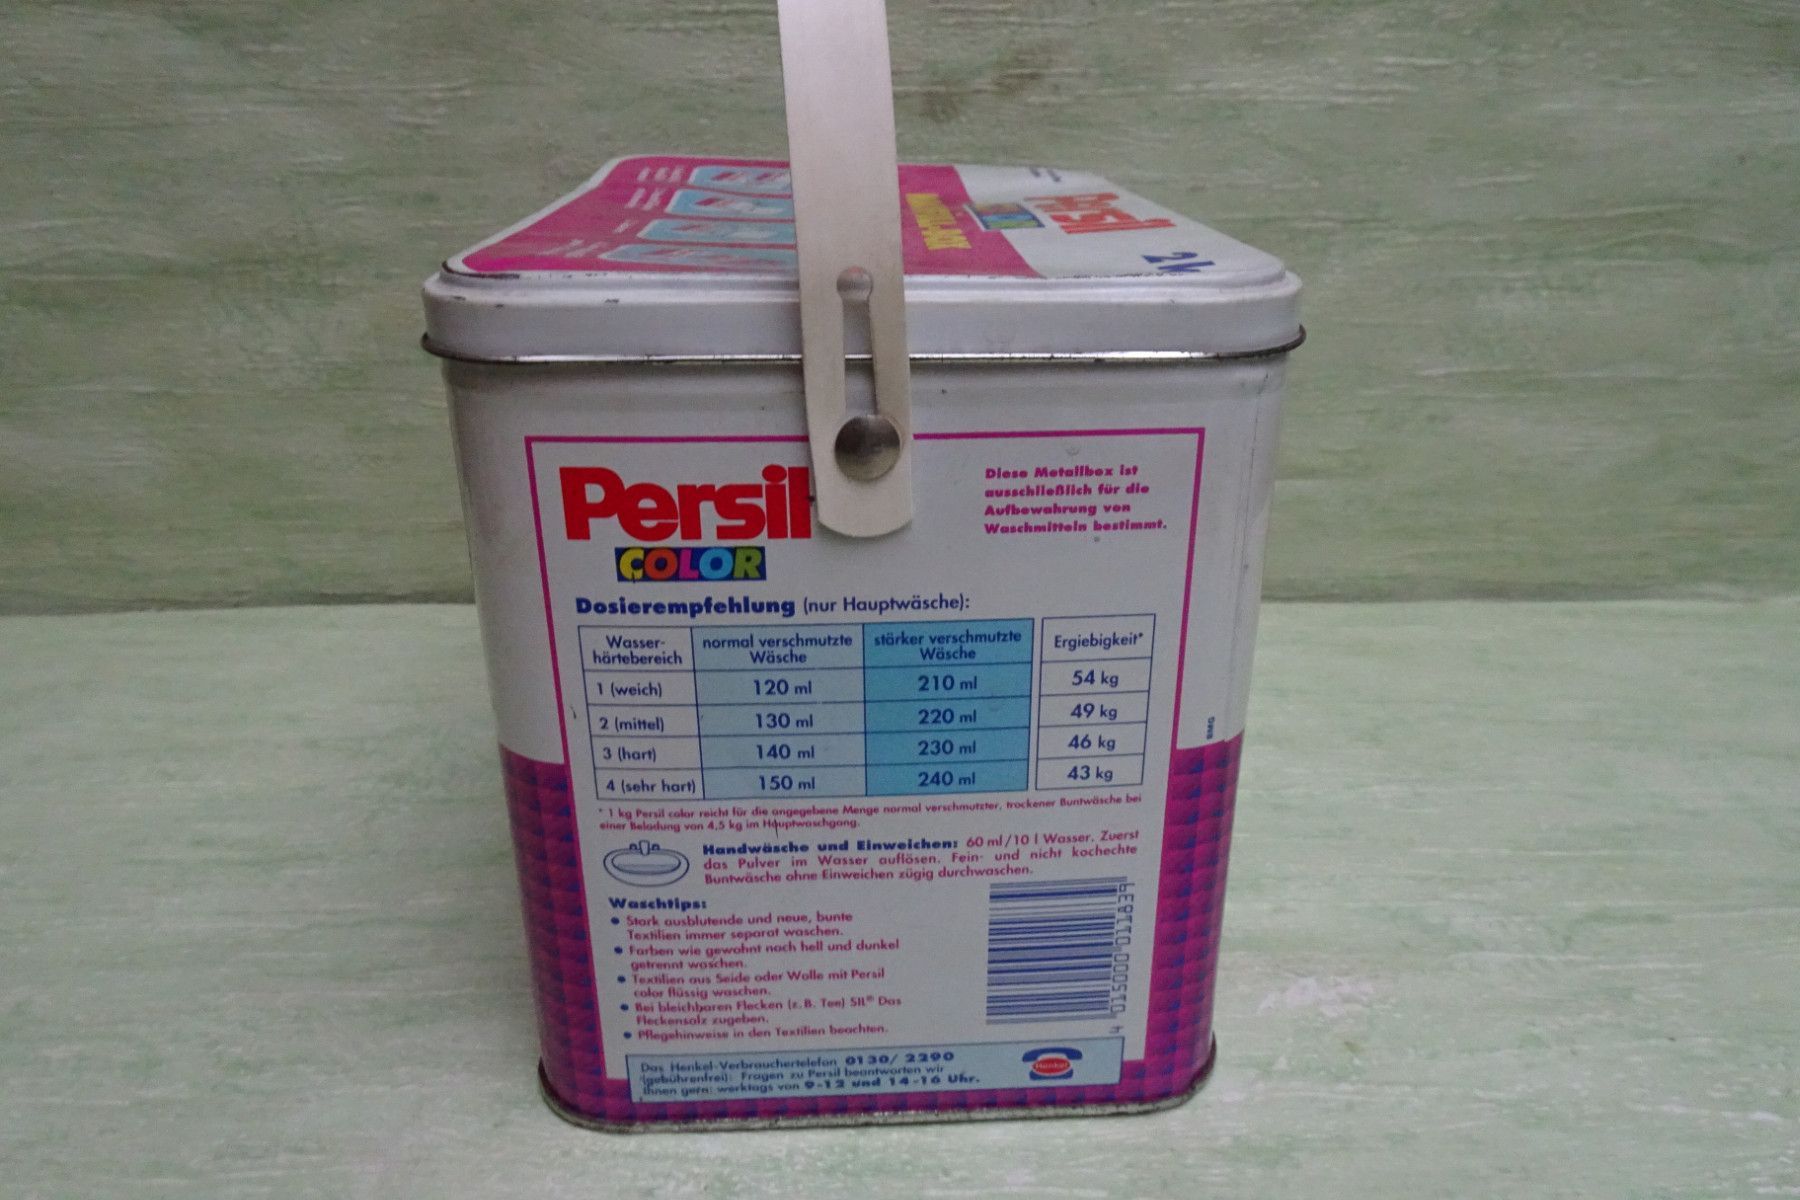 Persil
COLOR
2k
Persil
COLOR
Diese Metallbox ist
ausschließlich für die
Aufbewahrung von
Waschmitteln bestimmt.
Dosierempfehlung (nur Hauptwäsche):
Wasser-
härtebereich
normal verschmutzte
Wäsche
stärker verschmutzte
Wäsche
Ergiebigkeit*
1 (weich) 120 ml 210 ml 54 kg
2 (mittel) 130 ml 220 ml 49 kg
3 (hart) 140 ml 230 ml 46 kg
4 (sehr hart) 150 ml 240 ml 43 kg
* 1 kg Persil color reicht für die angegebene Menge normal verschmutzter, trockener Buntwäsche bei
einer Beladung von 4,5 kg im Hauptwaschgang.
Handwäsche und Einweichen: 60 ml/10 l Wasser. Zuerst
das Pulver im Wasser auflösen. Fein- und nicht kochechte
Buntwäsche ohne Einweichen zügig durchwaschen.
Waschtips:
• Stark ausblutende und neue, bunte
Textilien immer separat waschen.
• Farben wie gewohnt nach hell und dunkel
getrennt waschen.
• Textilien aus Seide oder Wolle mit Persil
color flüssig waschen.
• Bei bleichbaren Flecken (z.B. Tee) SIL® Das
Fleckensalz zugeben.
• Pflegehinweise in den Textilien beachten.
4 015000 011839
BMG
Das Henkel-Verbrauchertelefon 0130/ 2290
(gebührenfrei): Fragen zu Persil beantworten wir
Ihnen gern: werktags von 9-12 und 14-16 Uhr.
Henkel